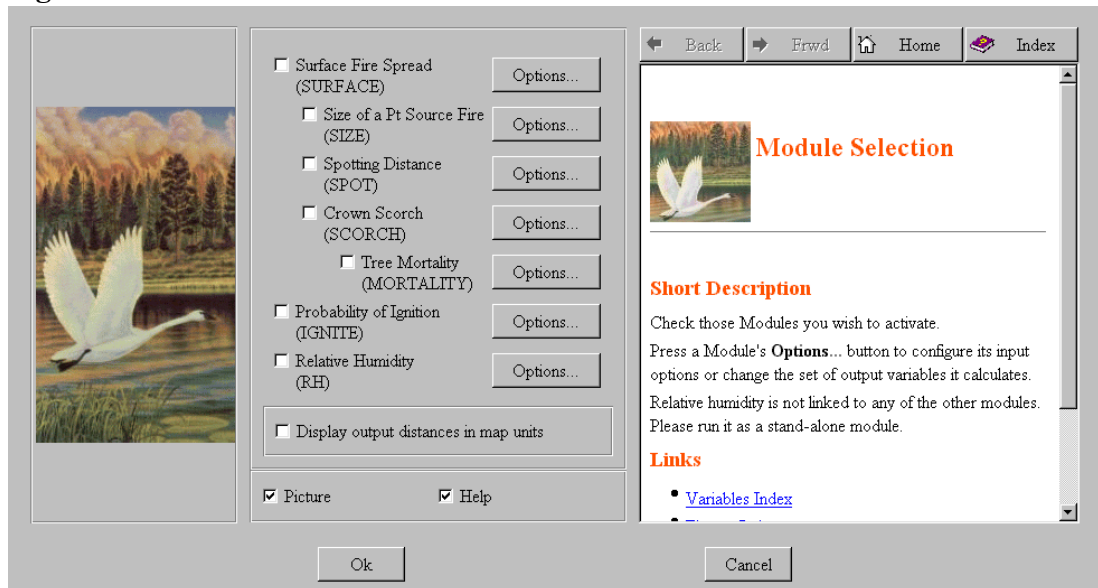 Surface Fire Spread
(SURFACE)
Options...
Size of a Pt Source Fire
(SIZE)
Options...
Spotting Distance
(SPOT)
Options...
Crown Scorch
(SCORCH)
Options...
Tree Mortality
(MORTALITY)
Options...
Probability of Ignition
(IGNITE)
Options...
Relative Humidity
(RH)
Options...
Display output distances in map units
Picture
Help
Back
Frwd
Home
Index
Module Selection
Short Description
Check those Modules you wish to activate.
Press a Module's Options... button to configure its input
options or change the set of output variables it calculates.
Relative humidity is not linked to any of the other modules.
Please run it as a stand-alone module.
Links
Variables Index
Ok
Cancel